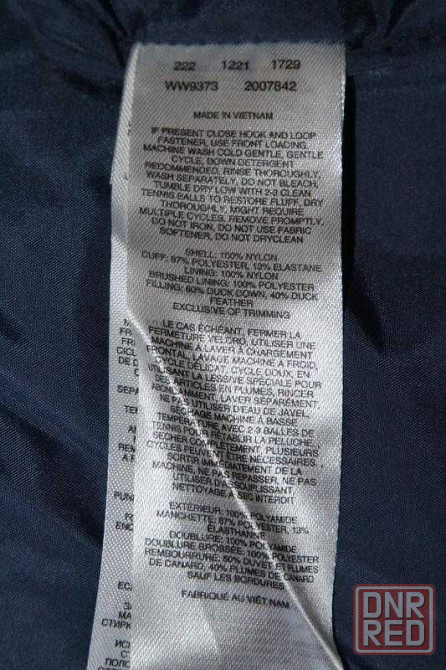 222 1221 1729
WW9373 2007842
MADE IN VIETNAM
IF PRESENT CLOSE HOOK AND LOOP
FASTENER, USE FRONT LOADING,
MACHINE WASH COLD GENTLE, GENTLE
CYCLE, DOWN DETERGENT
RECOMMENDED, RINSE THOROUGHLY,
WASH SEPARATELY, DO NOT BLEACH,
TUMBLE DRY LOW WITH 2-3 CLEAN
TENNIS BALLS TO RESTORE FLUFF, DRY
THOROUGHLY, MIGHT REQUIRE
MULTIPLE CYCLES, REMOVE PROMPTLY,
DO NOT IRON, DO NOT USE FABRIC
SOFTENER, DO NOT DRYCLEAN
SHELL: 100% NYLON
CUFF: 87% POLYESTER, 13% ELASTANE
LINING: 100% NYLON
BRUSHED LINING: 100% POLYESTER
FILLING: 60% DUCK DOWN, 40% DUCK
FEATHER
EXCLUSIVE OF TRIMMING
LE CAS ÉCHÉANT, FERMER LA
FERMETURE VELCRO, UTILISER UNE
MACHINE À LAVER À CHARGEMENT
FRONTAL, LAVAGE MACHINE A FROID,
CYCLE DÉLICAT, CYCLE DOUX, EN
UTILISANT LA LESSIVE SPÉCIALE POUR
DES ARTICLES EN PLUMES, RINCER
ABONDAMMENT, LAVER SÉPARÉMENT,
NE PAS UTILISER D'EAU DE JAVEL,
SÉCHAGE MACHINE À BASSE
TEMPÉRATURE AVEC 2-3 BALLES DE
TENNIS POUR RÉTABLIR LA PELUCHE,
SÉCHER COMPLÈTEMENT, PLUSIEURS
CYCLES PEUVENT ÊTRE NÉCESSAIRES,
SORTIR IMMÉDIATEMENT DE LA
MACHINE, NE PAS REPASSER, NE PAS
UTILISER D'ASSOUPLISSANT,
NETTOYAGE À SEC INTERDIT
EXTÉRIEUR: 100% POLYAMIDE
MANCHETTE: 87% POLYESTER, 13%
ÉLASTHANNE
DOUBLURE: 100% POLYAMIDE
DOUBLURE BROSSÉE: 100% POLYESTER
REMBOURRURE: 60% DUVET ET PLUMES
DE CANARD, 40% PLUMES DE CANARD
SAUF LES BORDURES
FABRIQUÉ AU VIÊT NAM
DNR
RED